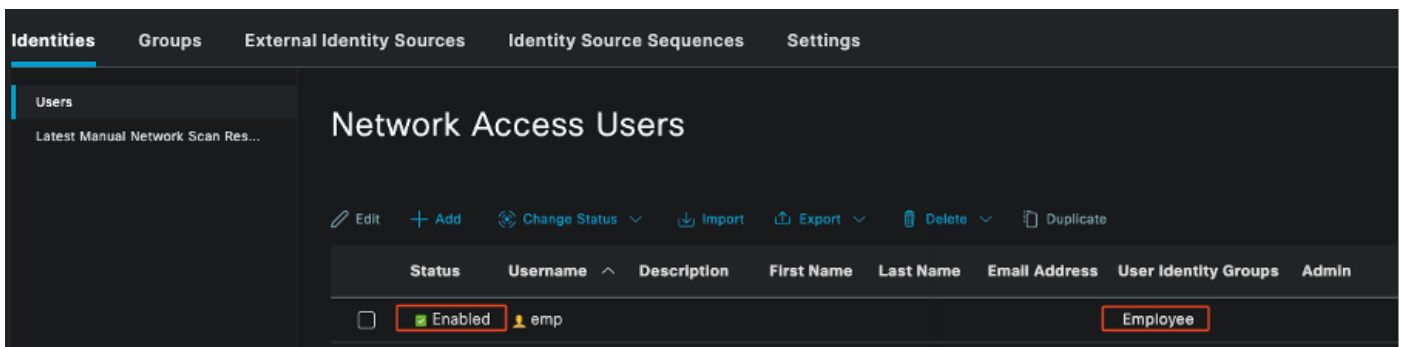 Identities Groups External Identity Sources Identity Source Sequences Settings
Users
Latest Manual Network Scan Res...
Network Access Users
Edit Add Change Status Import Export Delete Duplicate
Status Username Description First Name Last Name Email Address User Identity Groups Admin
Enabled emp Employee